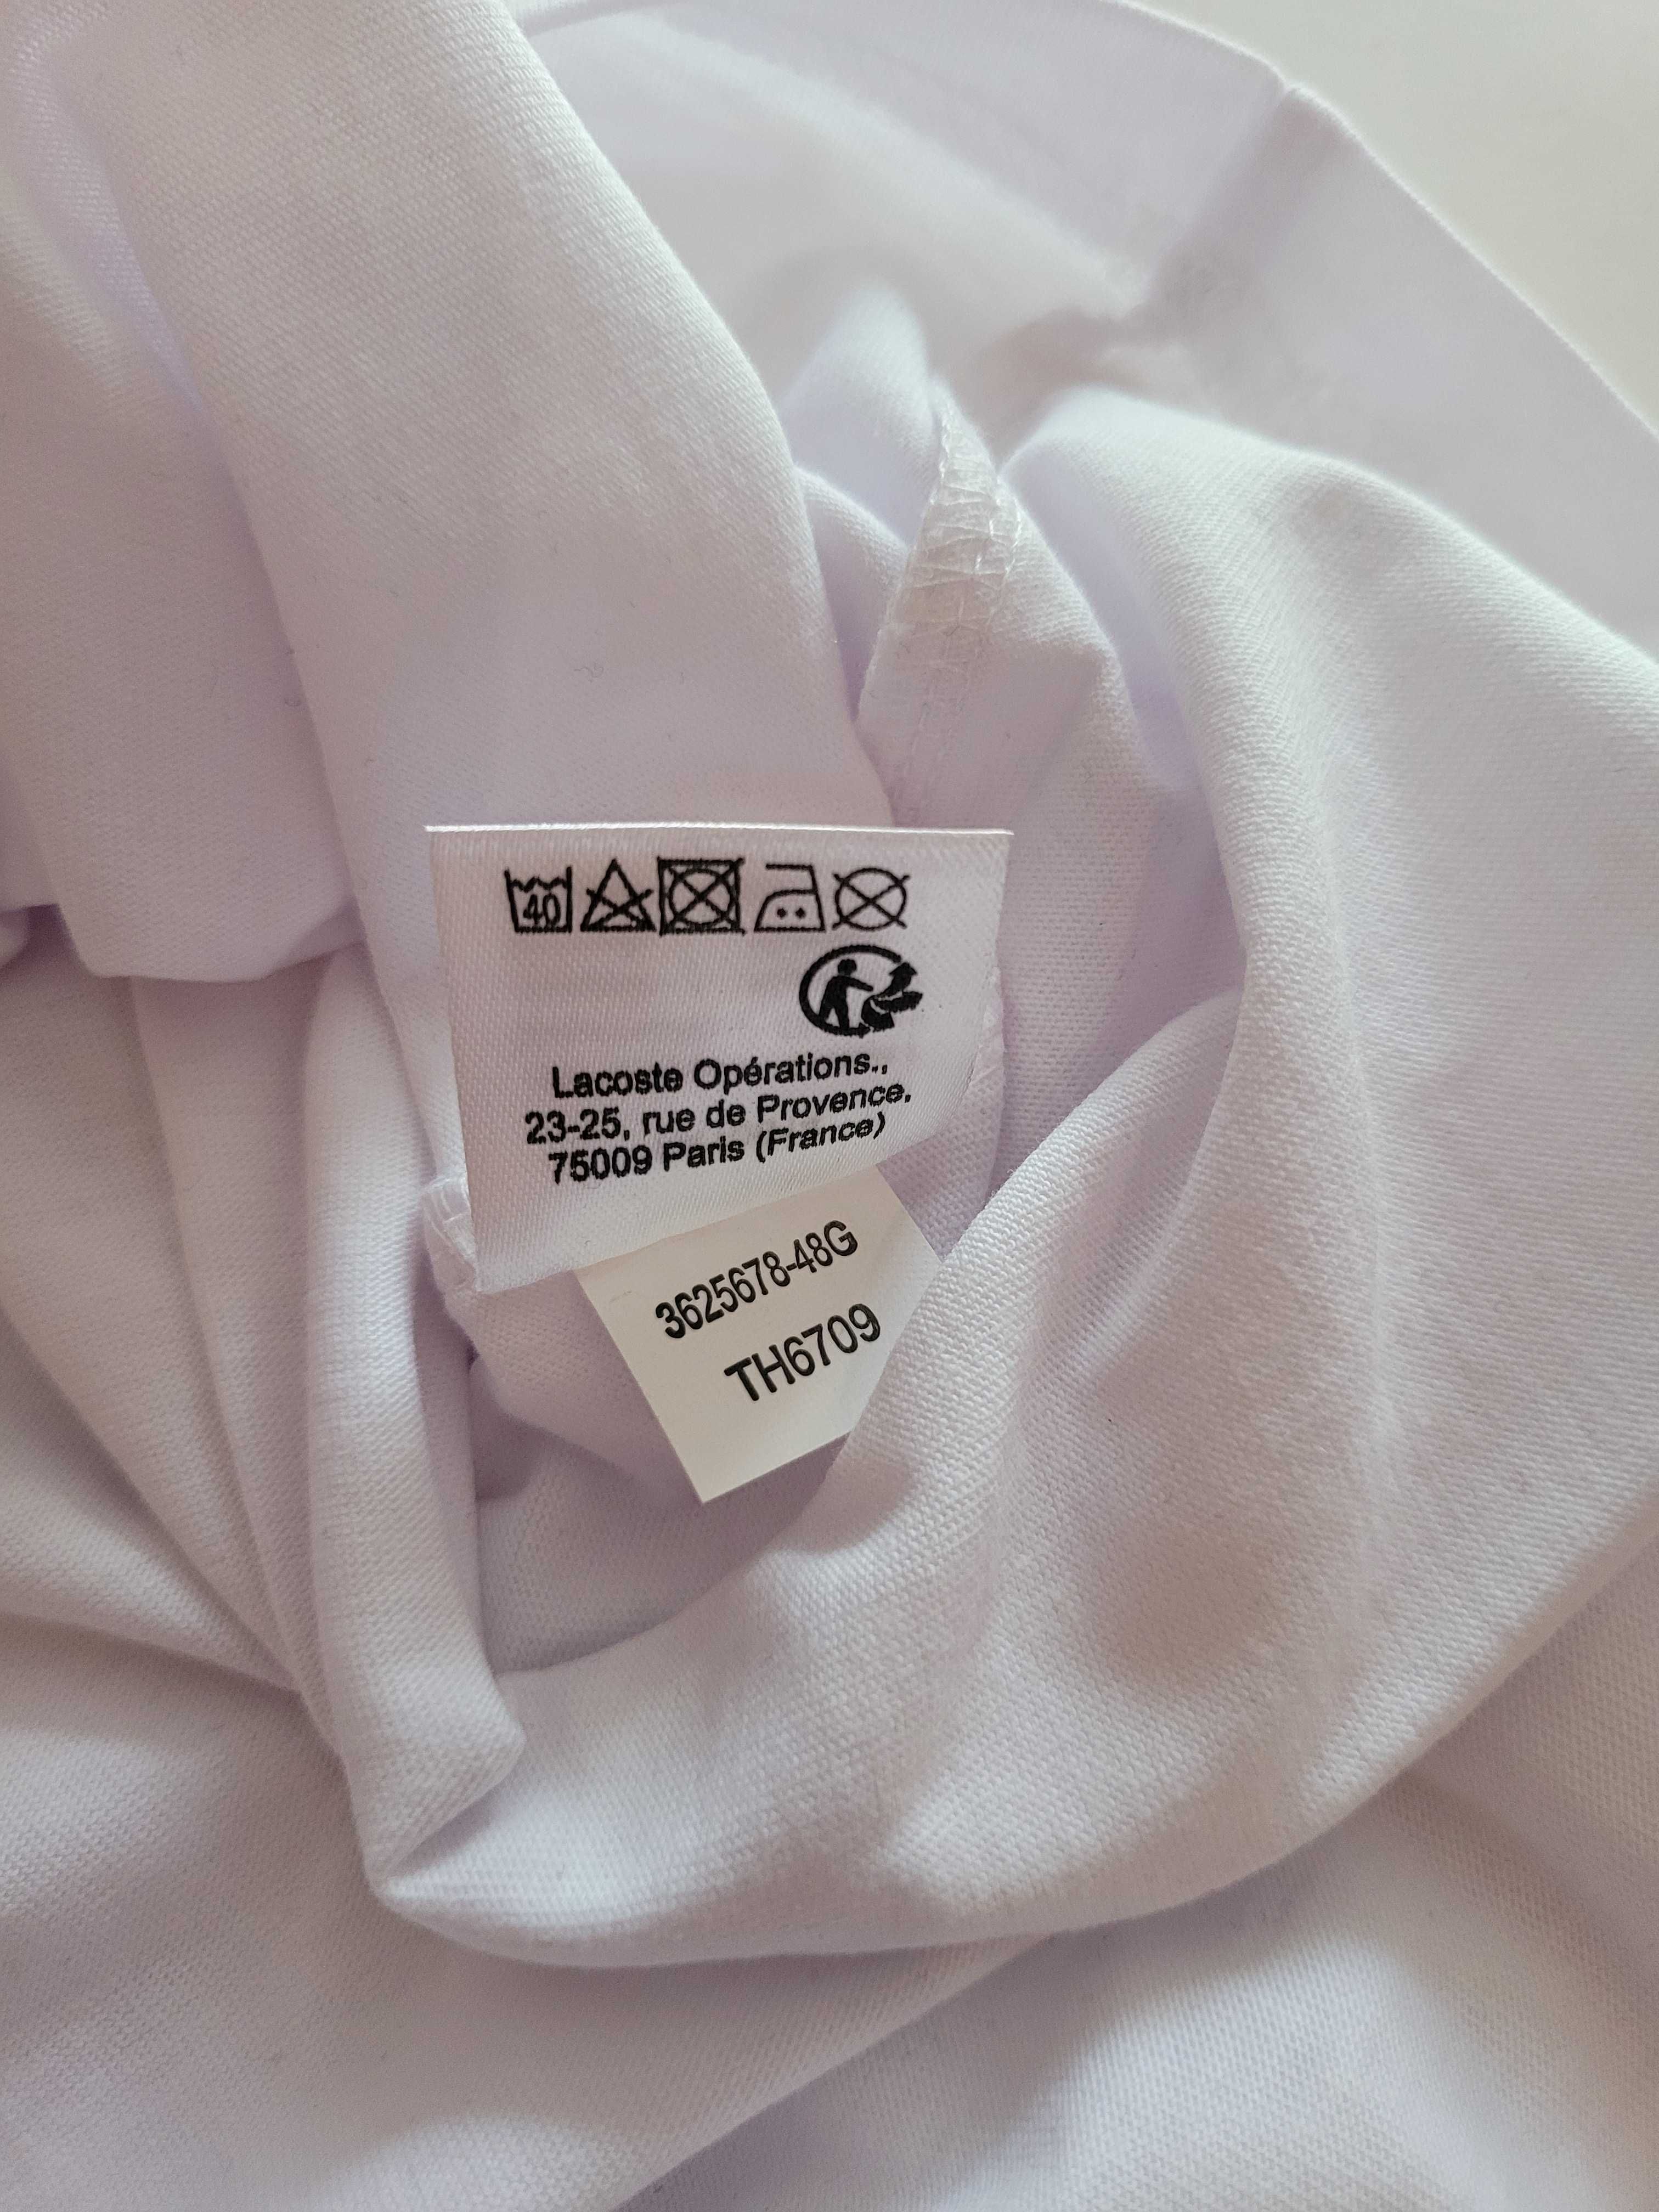 40
Lacoste Opérations.,
23-25, rue de Provence,
75009 Paris (France)
3625678-48G
TH6709